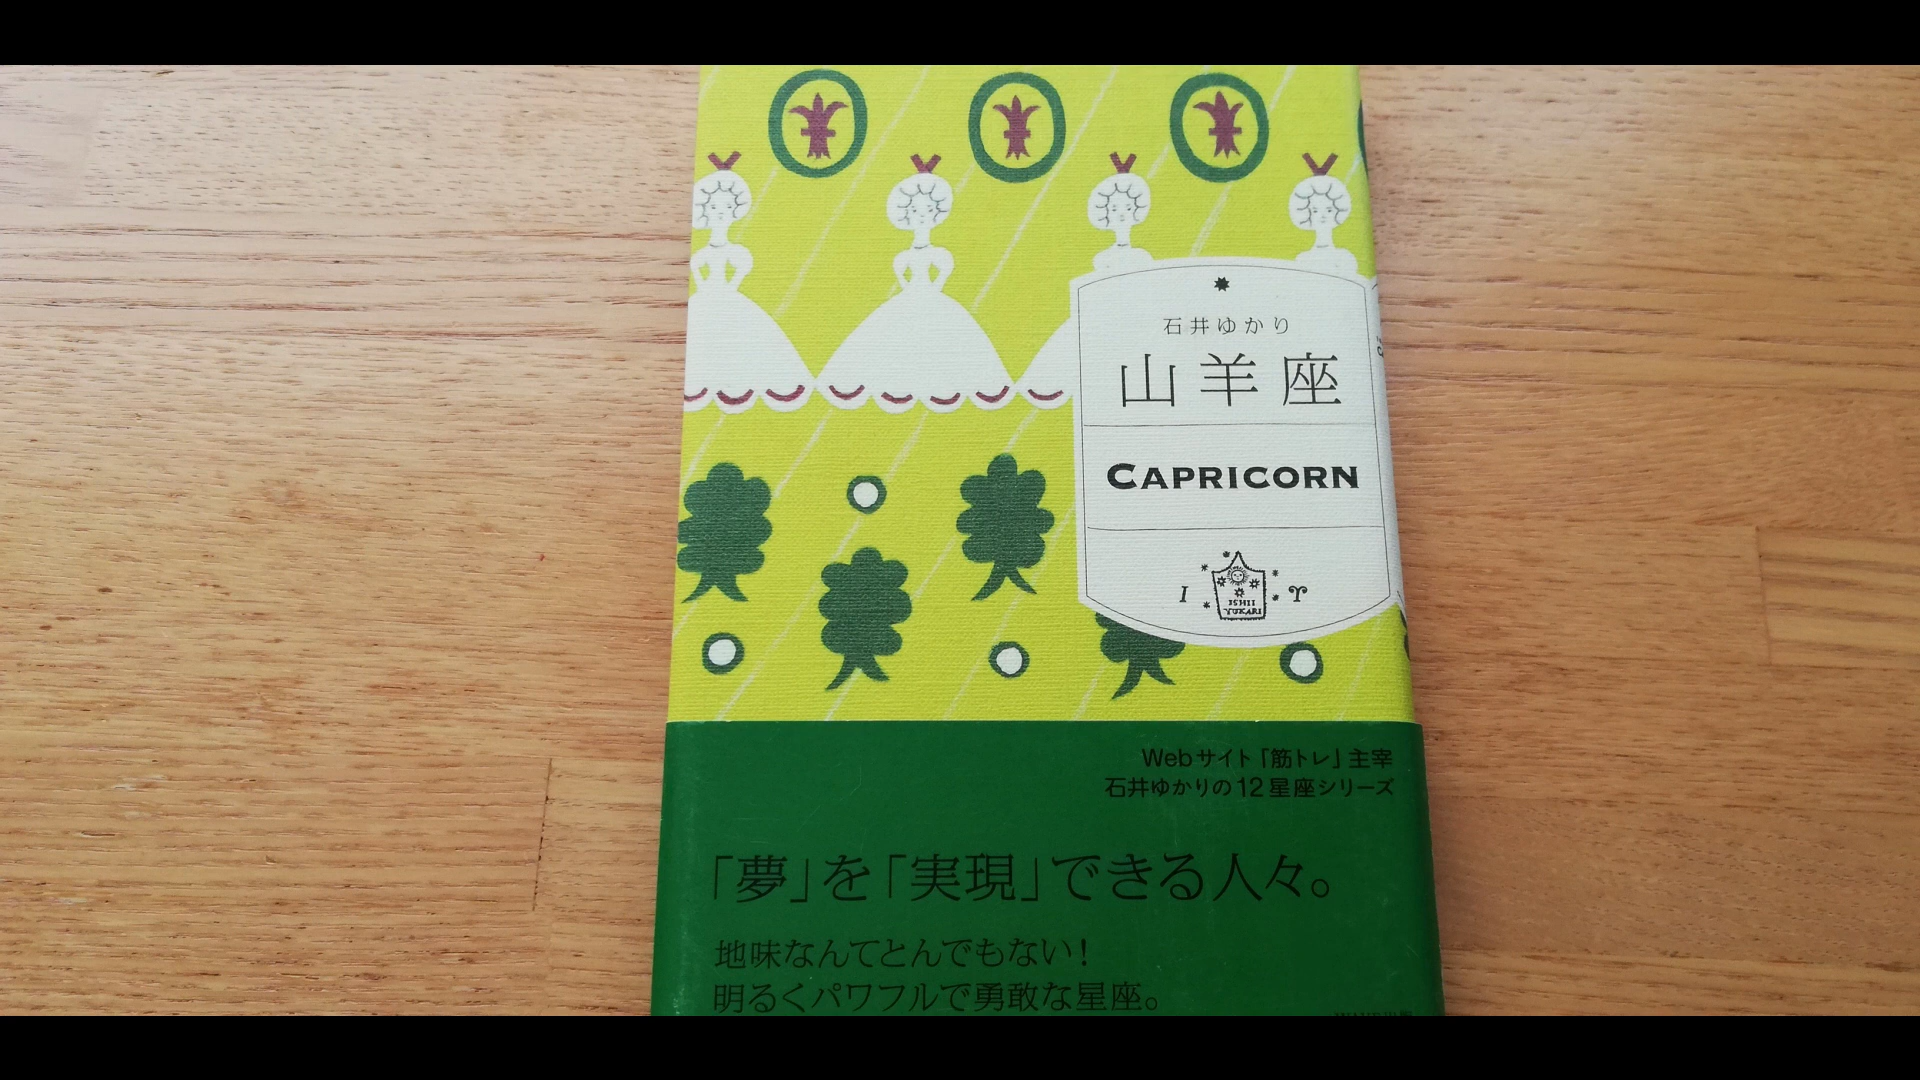 石井ゆかり
山羊座
CAPRICORN
ISHII
YUKARI
Webサイト「筋トレ」主宰
石井ゆかりの12星座シリーズ
「夢」を「実現」できる人々。
地味なんてとんでもない!
明るくパワフルで勇敢な星座。